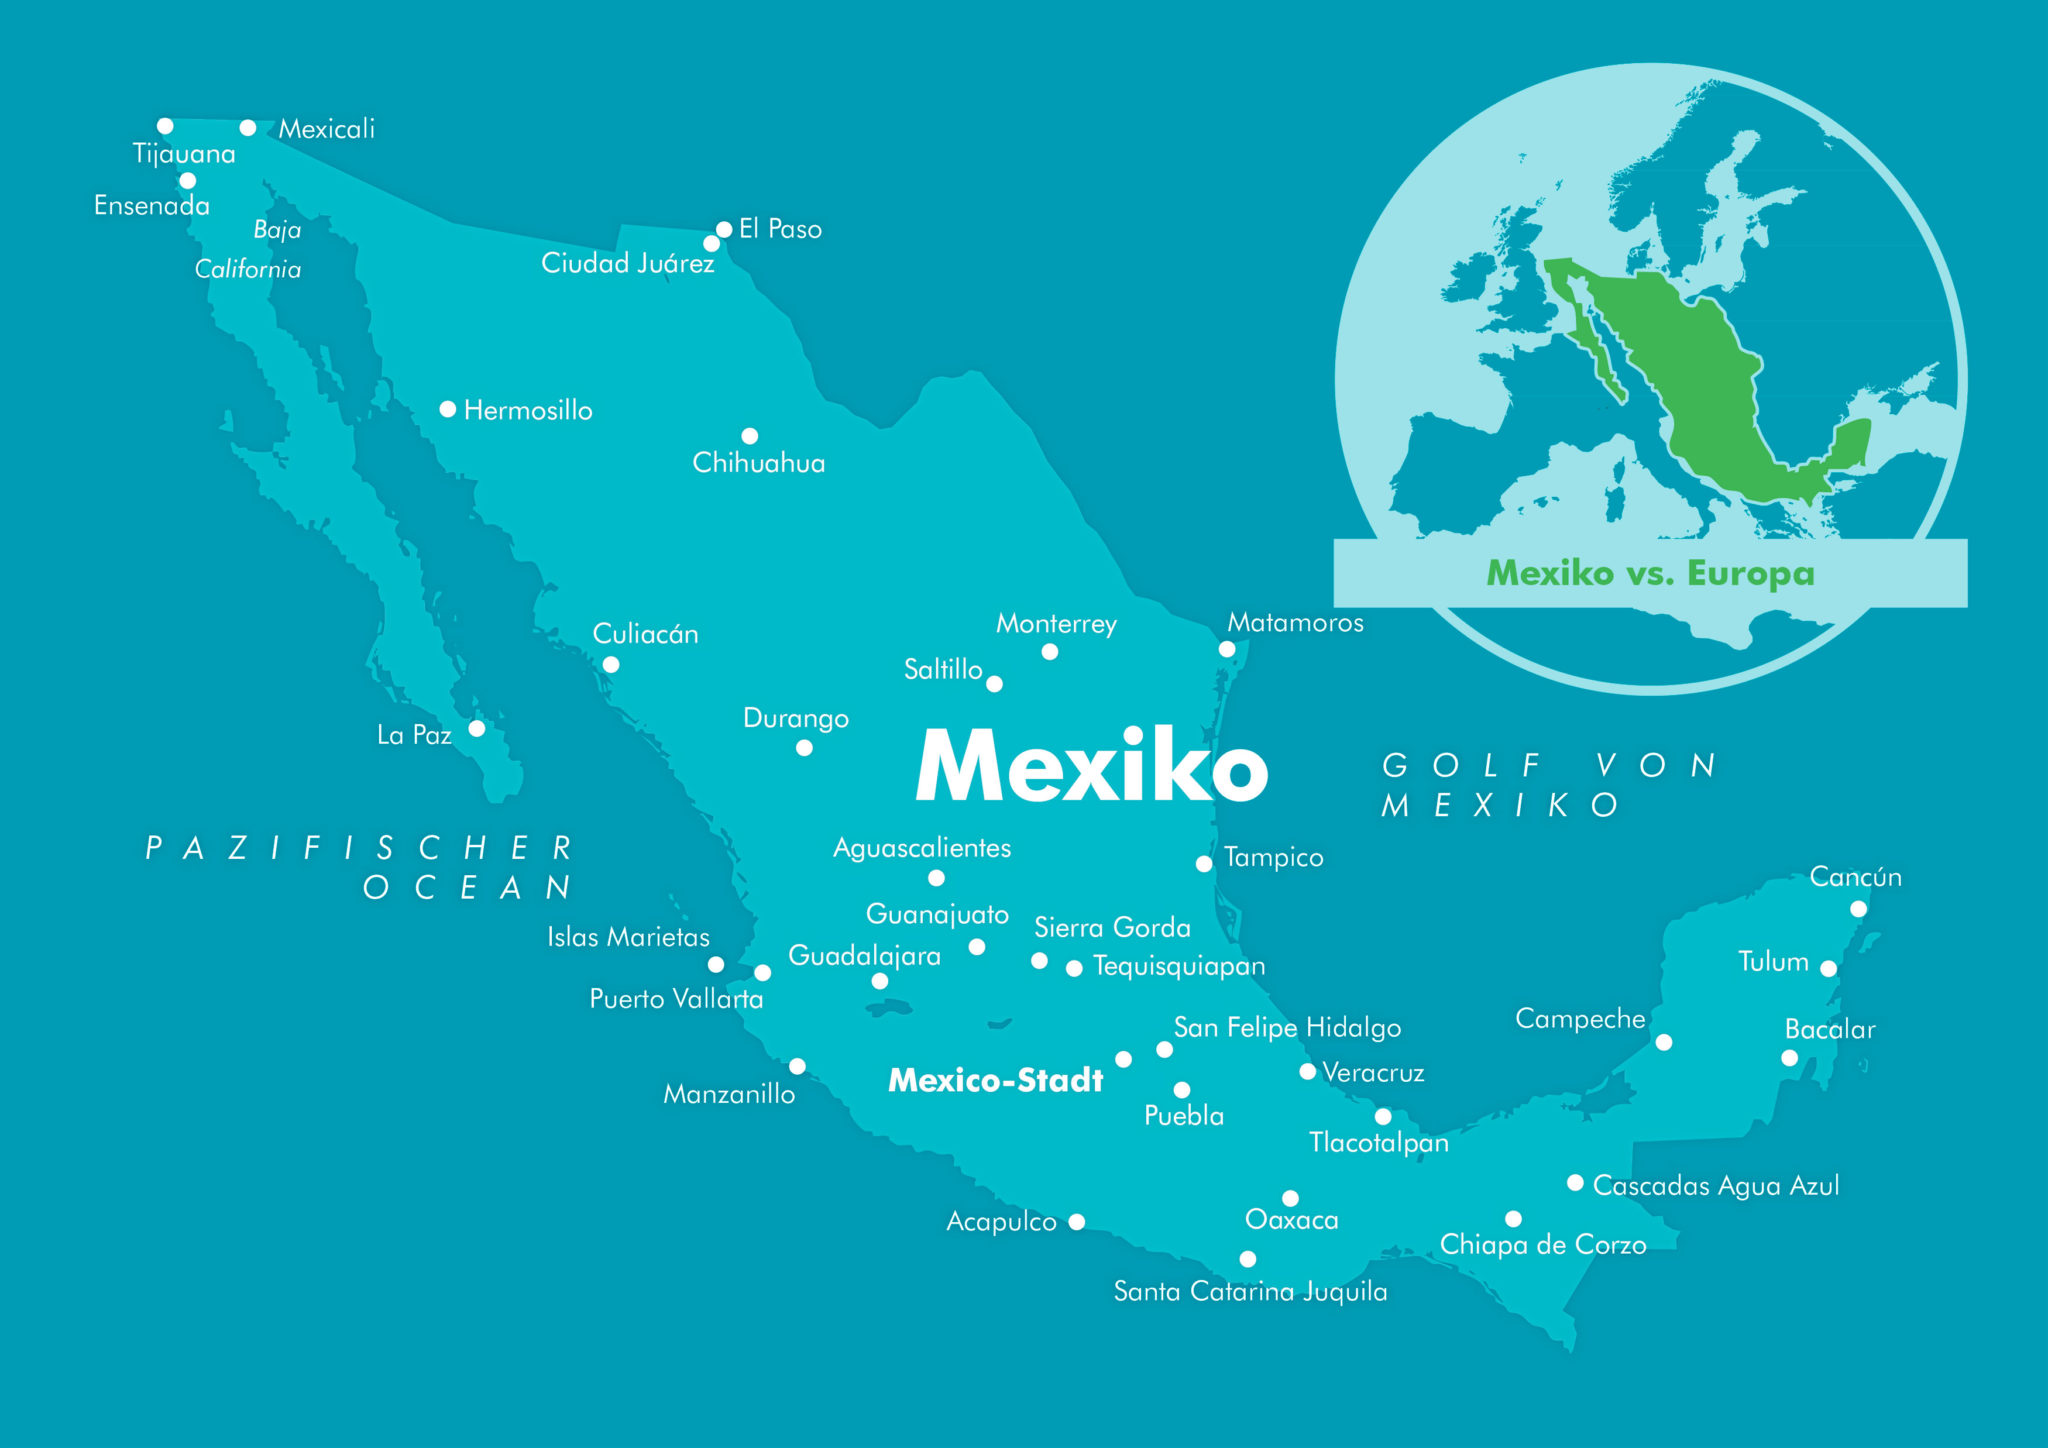 Mexicali
Tijauana
Ensenada
Baja
California
El Paso
Ciudad Juárez
Hermosillo
Chihuahua
Mexiko vs. Europa
Culiacán
Monterrey
Matamoros
Saltillo
La Paz
Durango
Mexiko
GOLF VON
MEXIKO
PAZIFISCHER
OCEAN
Aguascalientes
Tampico
Cancún
Guanajuato
Sierra Gorda
Islas Marietas
Guadalajara
Tequisquiapan
Tulum
Puerto Vallarta
Campeche
San Felipe Hidalgo
Bacalar
Mexico-Stadt
Veracruz
Manzanillo
Puebla
Tlacotalpan
Cascadas Agua Azul
Acapulco
Oaxaca
Chiapa de Corzo
Santa Catarina Juquila